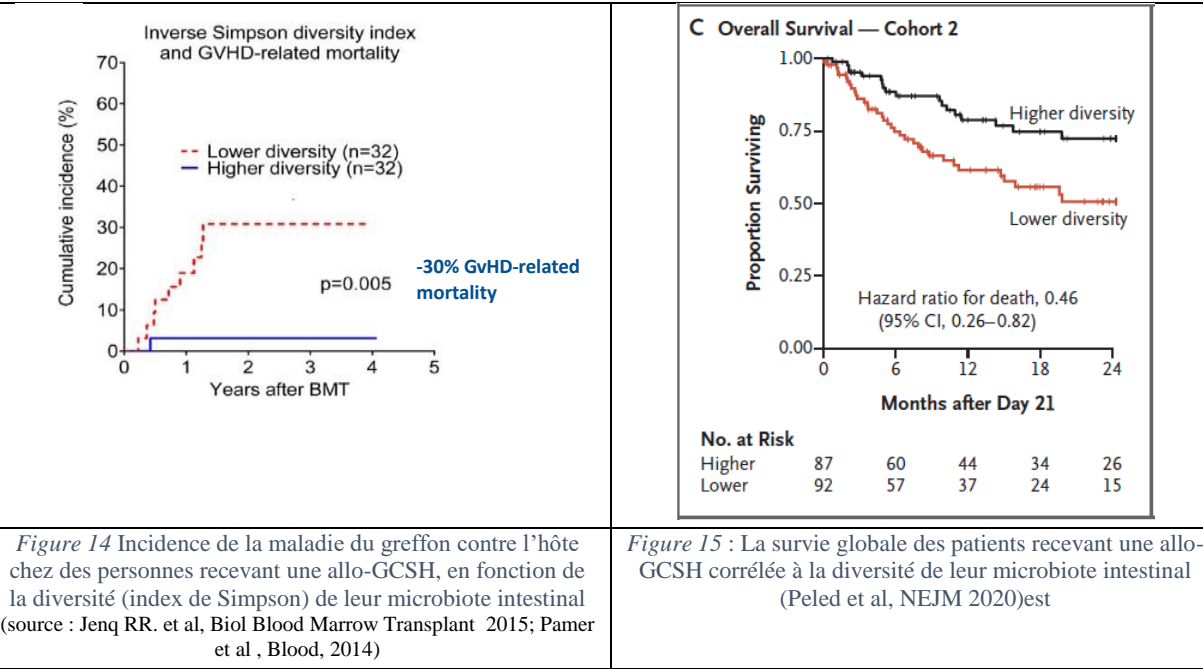 Inverse Simpson diversity index
and GVHD-related mortality
70
60
50
40
30
20
10
0
Cumulative incidence (%)
Lower diversity (n=32)
Higher diversity (n=32)
p=0.005
-30% GvHD-related
mortality
0 1 2 3 4 5
Years after BMT
C Overall Survival — Cohort 2
1.00
0.75
0.50
0.25
0.00
Proportion Surviving
Higher diversity
Lower diversity
Hazard ratio for death, 0.46
(95% CI, 0.26–0.82)
0 6 12 18 24
Months after Day 21
No. at Risk
Higher 87 60 44 34 26
Lower 92 57 37 24 15
Figure 14 Incidence de la maladie du greffon contre l’hôte
chez des personnes recevant une allo-GCSH, en fonction de
la diversité (index de Simpson) de leur microbiote intestinal
(source : Jenq RR. et al, Biol Blood Marrow Transplant 2015; Pamer
et al , Blood, 2014)
Figure 15 : La survie globale des patients recevant une allo-
GCSH corrélée à la diversité de leur microbiote intestinal
(Peled et al, NEJM 2020)est